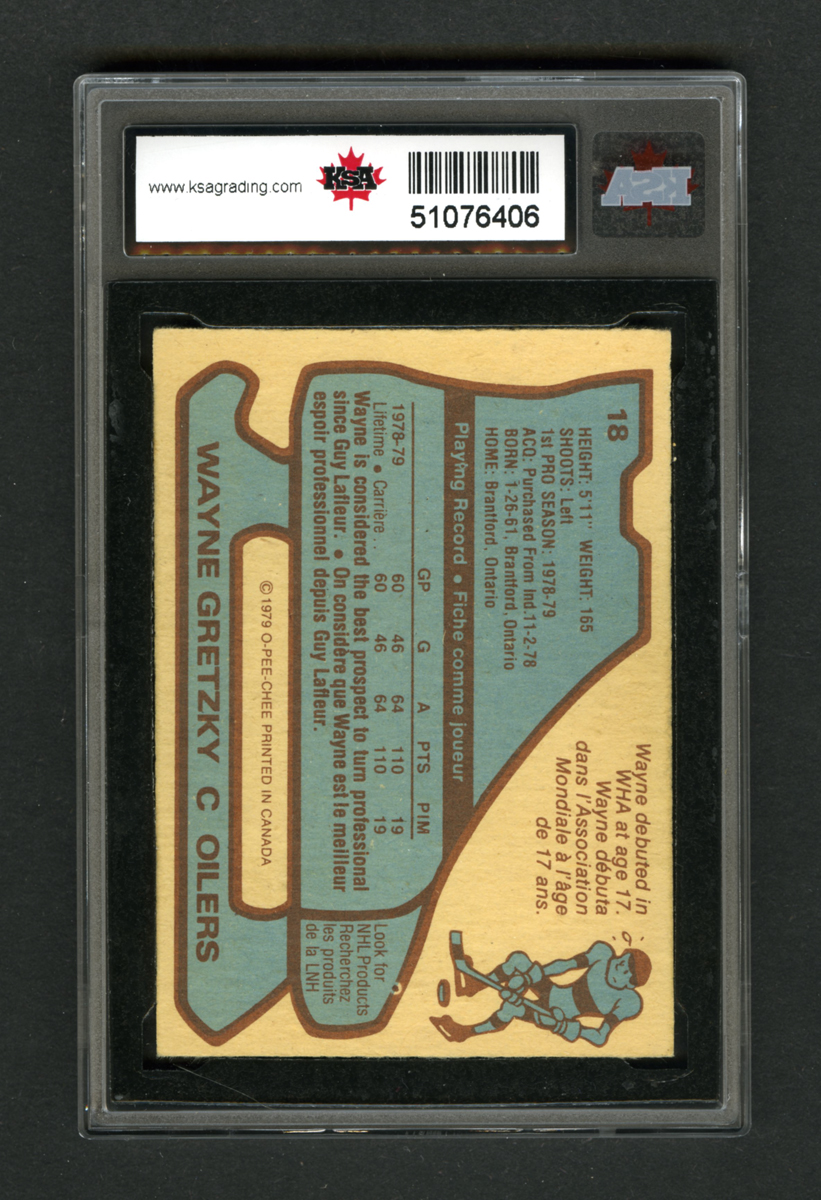 www.ksagrading.com
KSA
51076406
KSA
18
HEIGHT: 5'11" WEIGHT: 165
SHOOTS: Left
1st PRO SEASON: 1978-79
ACQ: Purchased From Ind.11-2-78
BORN: 1-26-61, Brantford, Ontario
HOME: Brantford, Ontario
Wayne debuted in
WHA at age 17.
Wayne débuta
dans l'Association
Mondiale à l'âge
de 17 ans.
Playing Record • Fiche comme joueur
GP G A PTS PIM
1978-79 60 46 64 110 19
Lifetime • Carrière . . 60 46 64 110 19
Wayne is considered the best prospect to turn professional
since Guy Lafleur. • On considère que Wayne est le meilleur
espoir professionnel depuis Guy Lafleur.
Look for
NHL Products
Recherchez
les produits
de la LNH
© 1979 O-PEE-CHEE PRINTED IN CANADA
WAYNE GRETZKY C OILERS